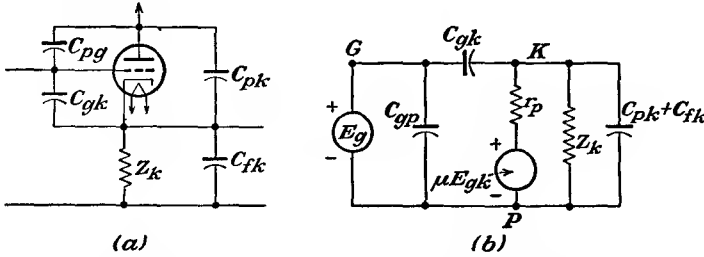 C_pg
C_gk
C_pk
Z_k
C_fk
(a)
G
C_gk
K
+
E_g
-
C_gp
r_p
+
μE_gk
-
Z_k
C_pk+C_fk
P
(b)